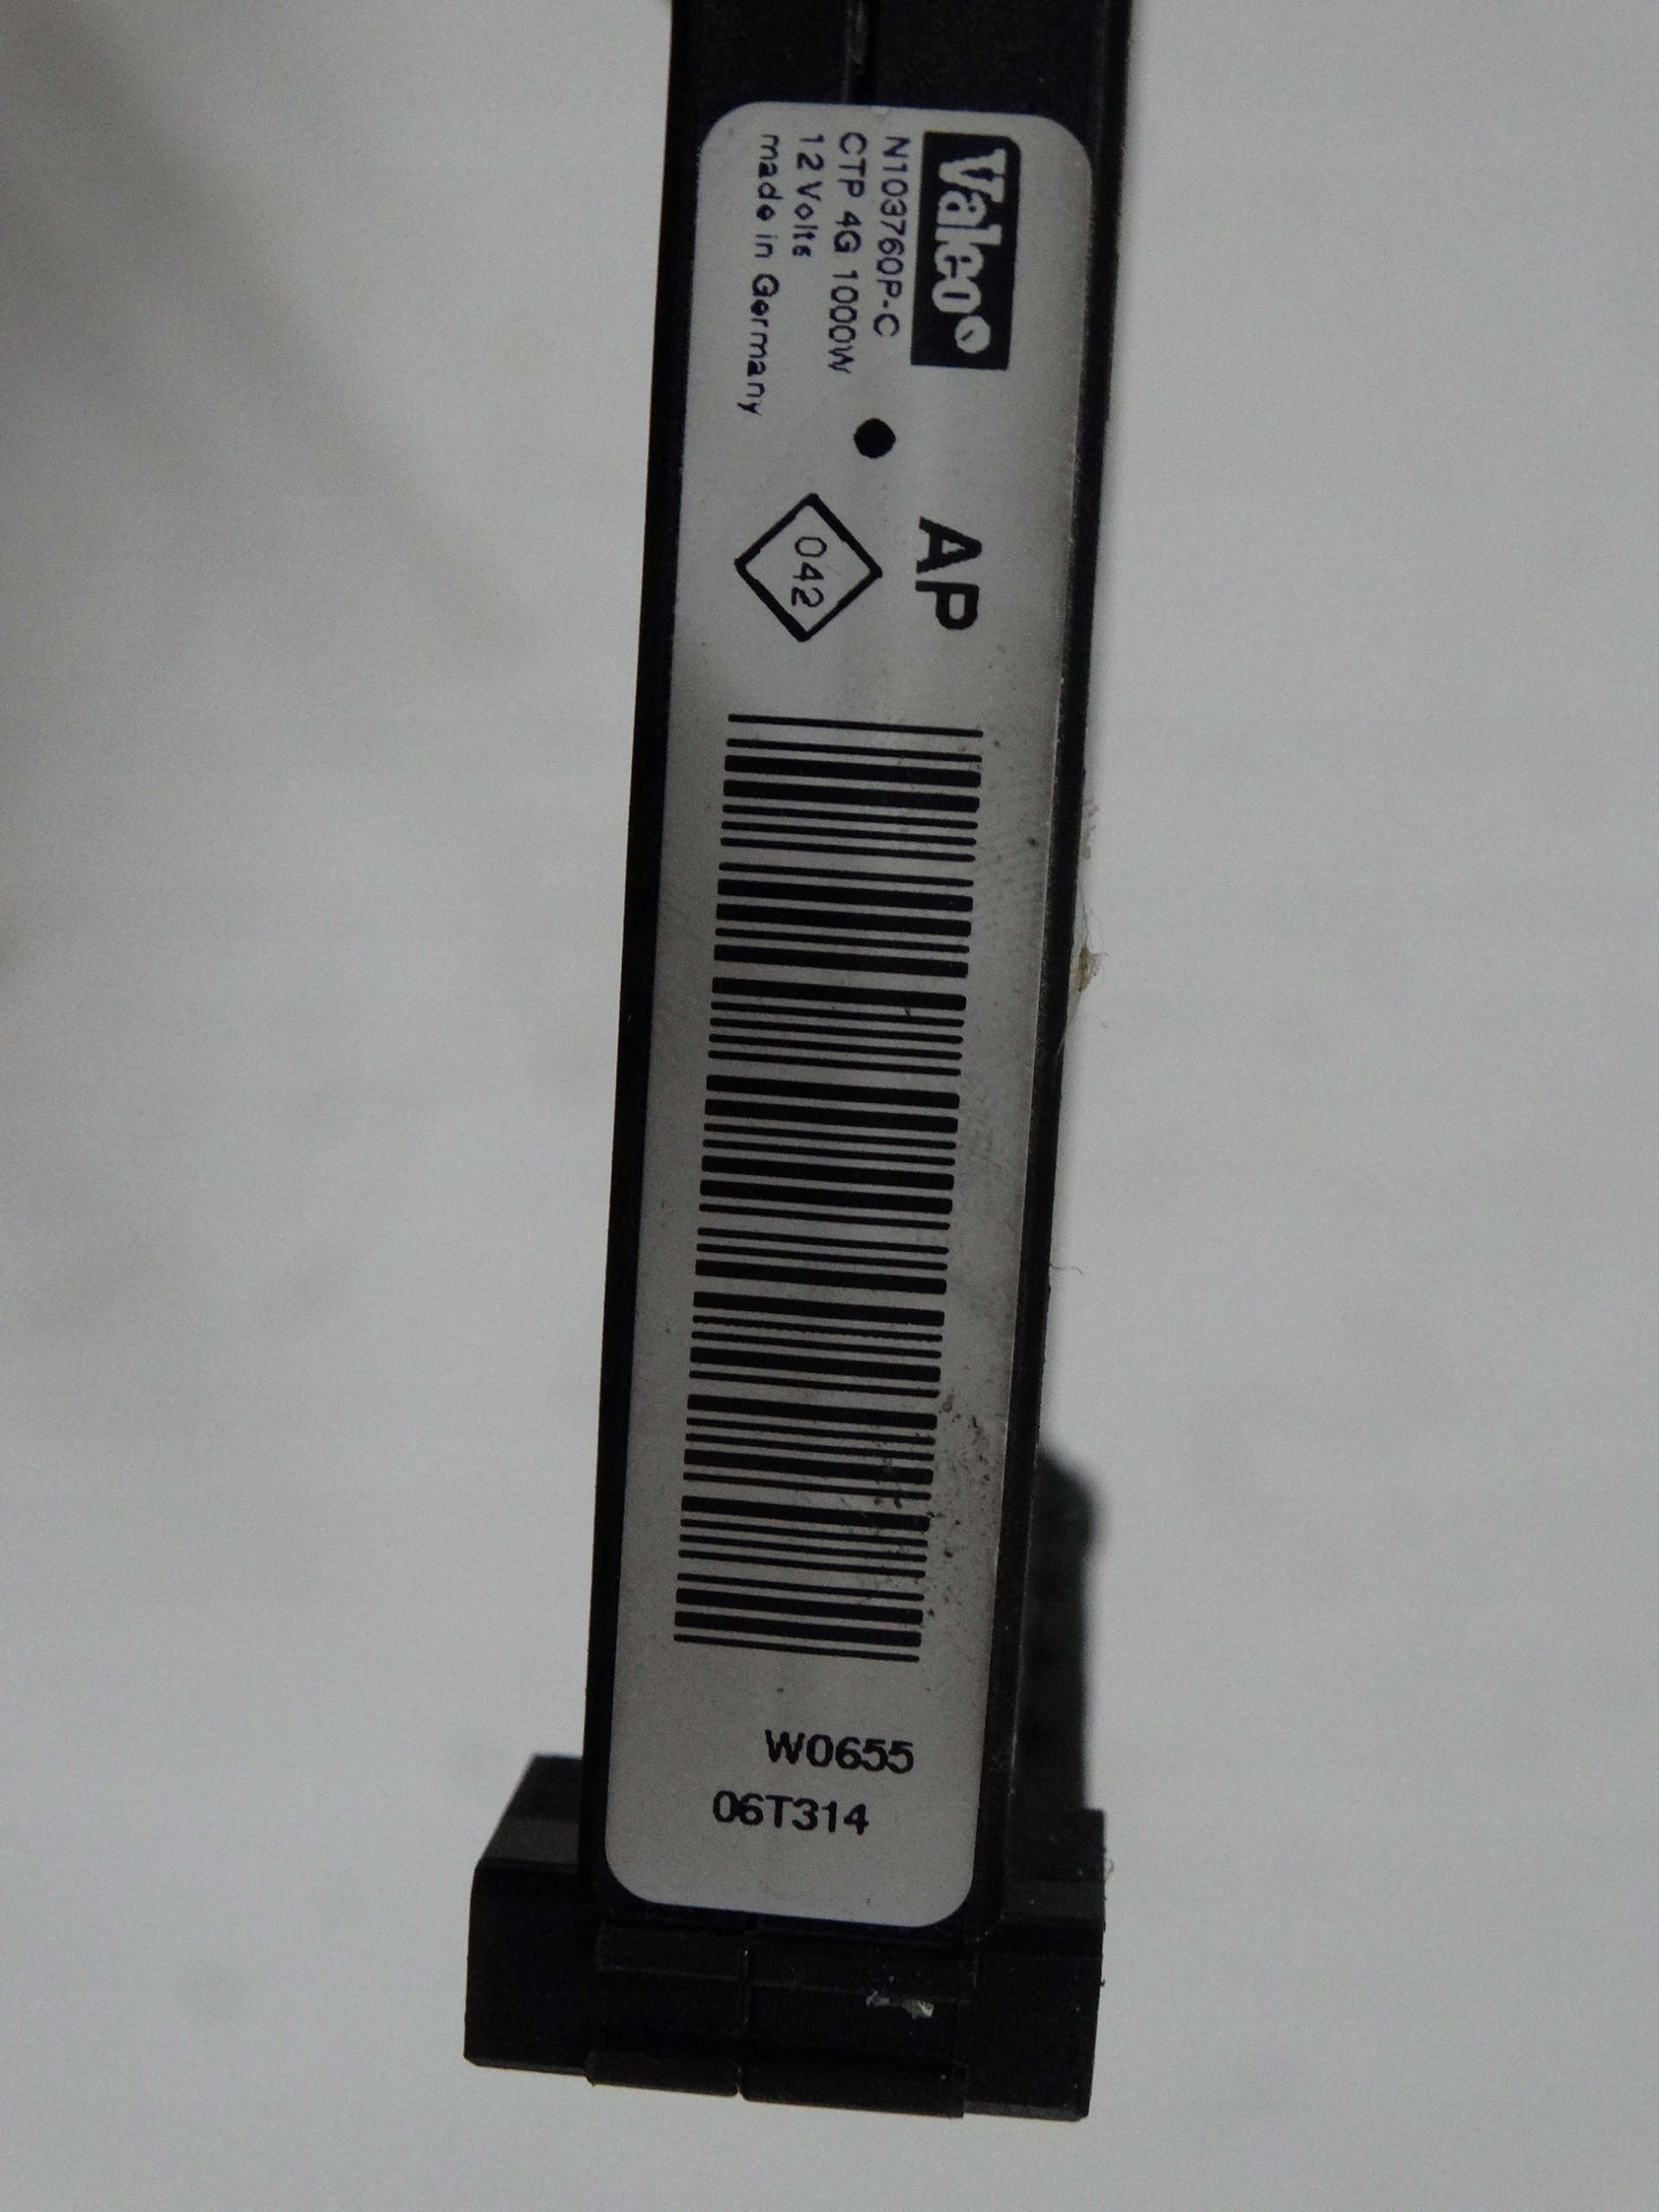 Valeo
N103760P-C
CTP 4G 1000W
12 Volts
made in Germany
AP
042
W0655
06T314